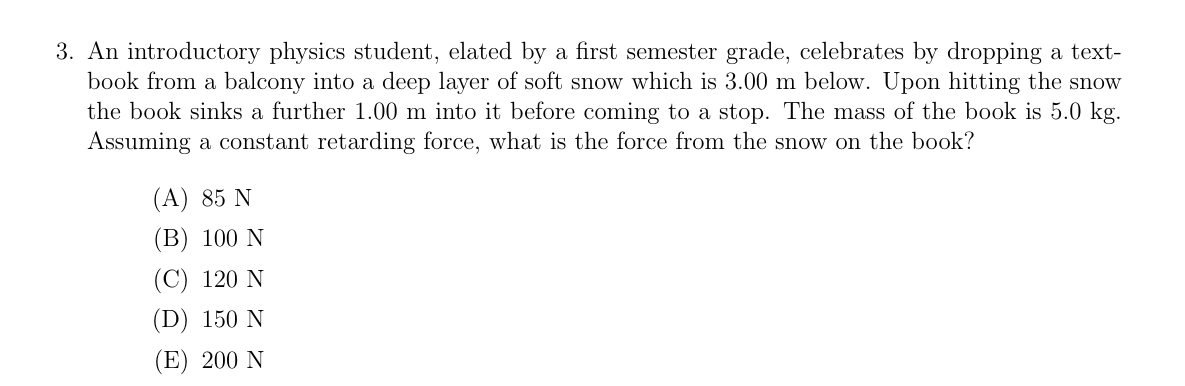 3. An introductory physics student, elated by a first semester grade, celebrates by dropping a text-
book from a balcony into a deep layer of soft snow which is 3.00 m below. Upon hitting the snow
the book sinks a further 1.00 m into it before coming to a stop. The mass of the book is 5.0 kg.
Assuming a constant retarding force, what is the force from the snow on the book?
(A) 85 N
(B) 100 N
(C) 120 N
(D) 150 N
(E) 200 N